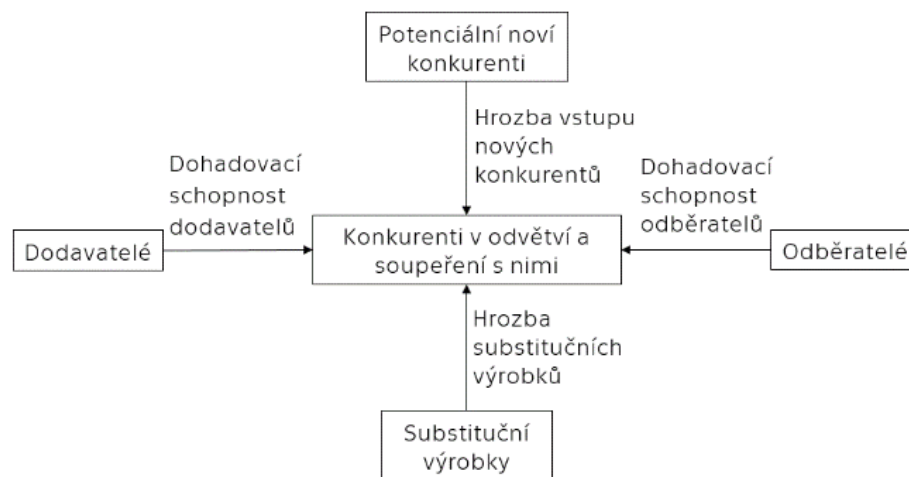 Potenciální noví
konkurenti
Hrozba vstupu
nových
konkurentů
Dohadovací
schopnost
dodavatelů
Dohadovací
schopnost
odběratelů
Dodavatelé
Konkurenti v odvětví a
soupeření s nimi
Odběratelé
Hrozba
substitučních
výrobků
Substituční
výrobky